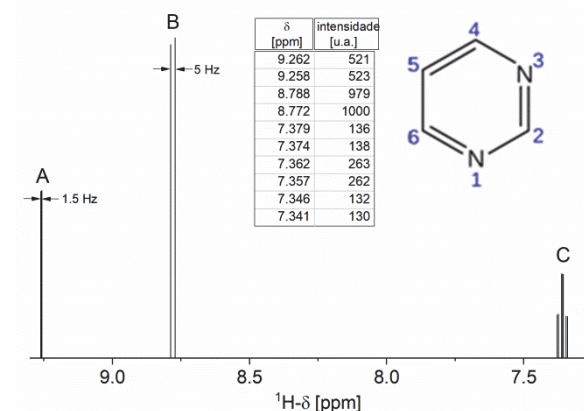 B
δ intensidade
[ppm] [u.a.]
9.262 521
9.258 523
8.788 979
8.772 1000
7.379 136
7.374 138
7.362 263
7.357 262
7.346 132
7.341 130
4
5
N 3
6
2
N
1
5 Hz
A
1.5 Hz
C
9.0 8.5 8.0 7.5
¹H-δ [ppm]